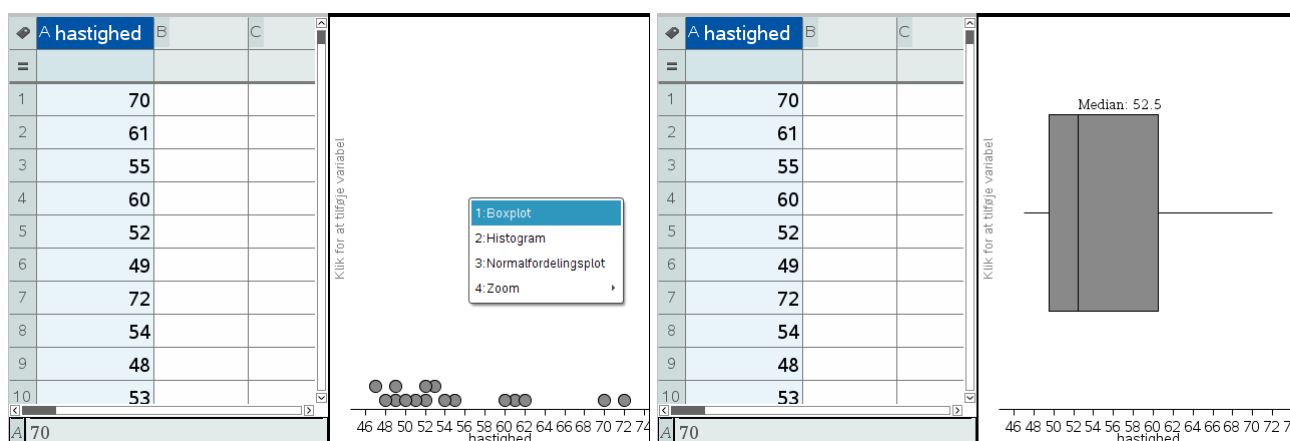 A hastighed B C
=
1 70
2 61
3 55
4 60
5 52
6 49
7 72
8 54
9 48
10 53
A 70
Klik for at tilføje variabel
1:Boxplot
2:Histogram
3:Normalfordelingsplot
4:Zoom
46 48 50 52 54 56 58 60 62 64 66 68 70 72 74
hastighed
A hastighed B C
=
1 70
2 61
3 55
4 60
5 52
6 49
7 72
8 54
9 48
10 53
A 70
Klik for at tilføje variabel
Median: 52.5
46 48 50 52 54 56 58 60 62 64 66 68 70 72 7
hastighed